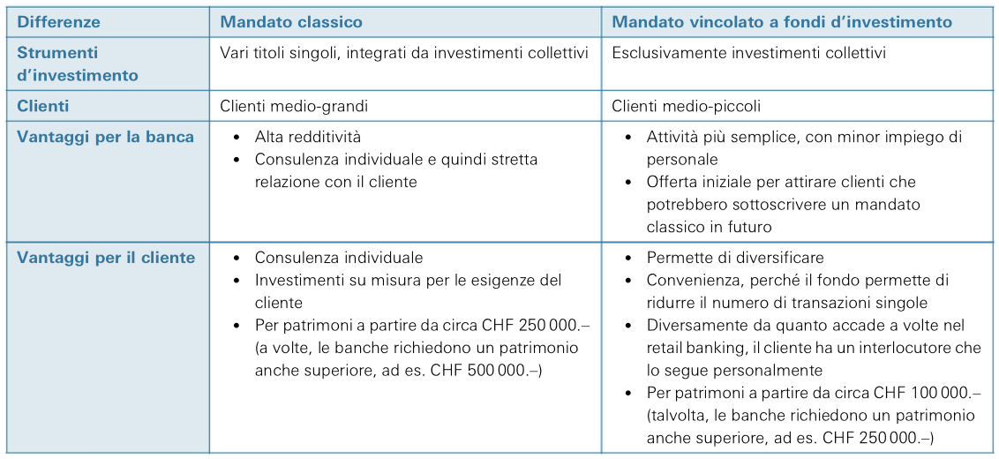 Differenze
Mandato classico
Mandato vincolato a fondi d'investimento
Strumenti
d'investimento
Vari titoli singoli, integrati da investimenti collettivi
Esclusivamente investimenti collettivi
Clienti
Clienti medio-grandi
Clienti medio-piccoli
Vantaggi per la banca
• Alta redditività
• Consulenza individuale e quindi stretta
relazione con il cliente
• Attività più semplice, con minor impiego di
personale
• Offerta iniziale per attirare clienti che
potrebbero sottoscrivere un mandato
classico in futuro
Vantaggi per il cliente
• Consulenza individuale
• Investimenti su misura per le esigenze del
cliente
• Per patrimoni a partire da circa CHF 250 000.–
(a volte, le banche richiedono un patrimonio
anche superiore, ad es. CHF 500 000.–)
• Permette di diversificare
• Convenienza, perché il fondo permette di
ridurre il numero di transazioni singole
• Diversamente da quanto accade a volte nel
retail banking, il cliente ha un interlocutore che
lo segue personalmente
• Per patrimoni a partire da circa CHF 100 000.–
(talvolta, le banche richiedono un patrimonio
anche superiore, ad es. CHF 250 000.–)